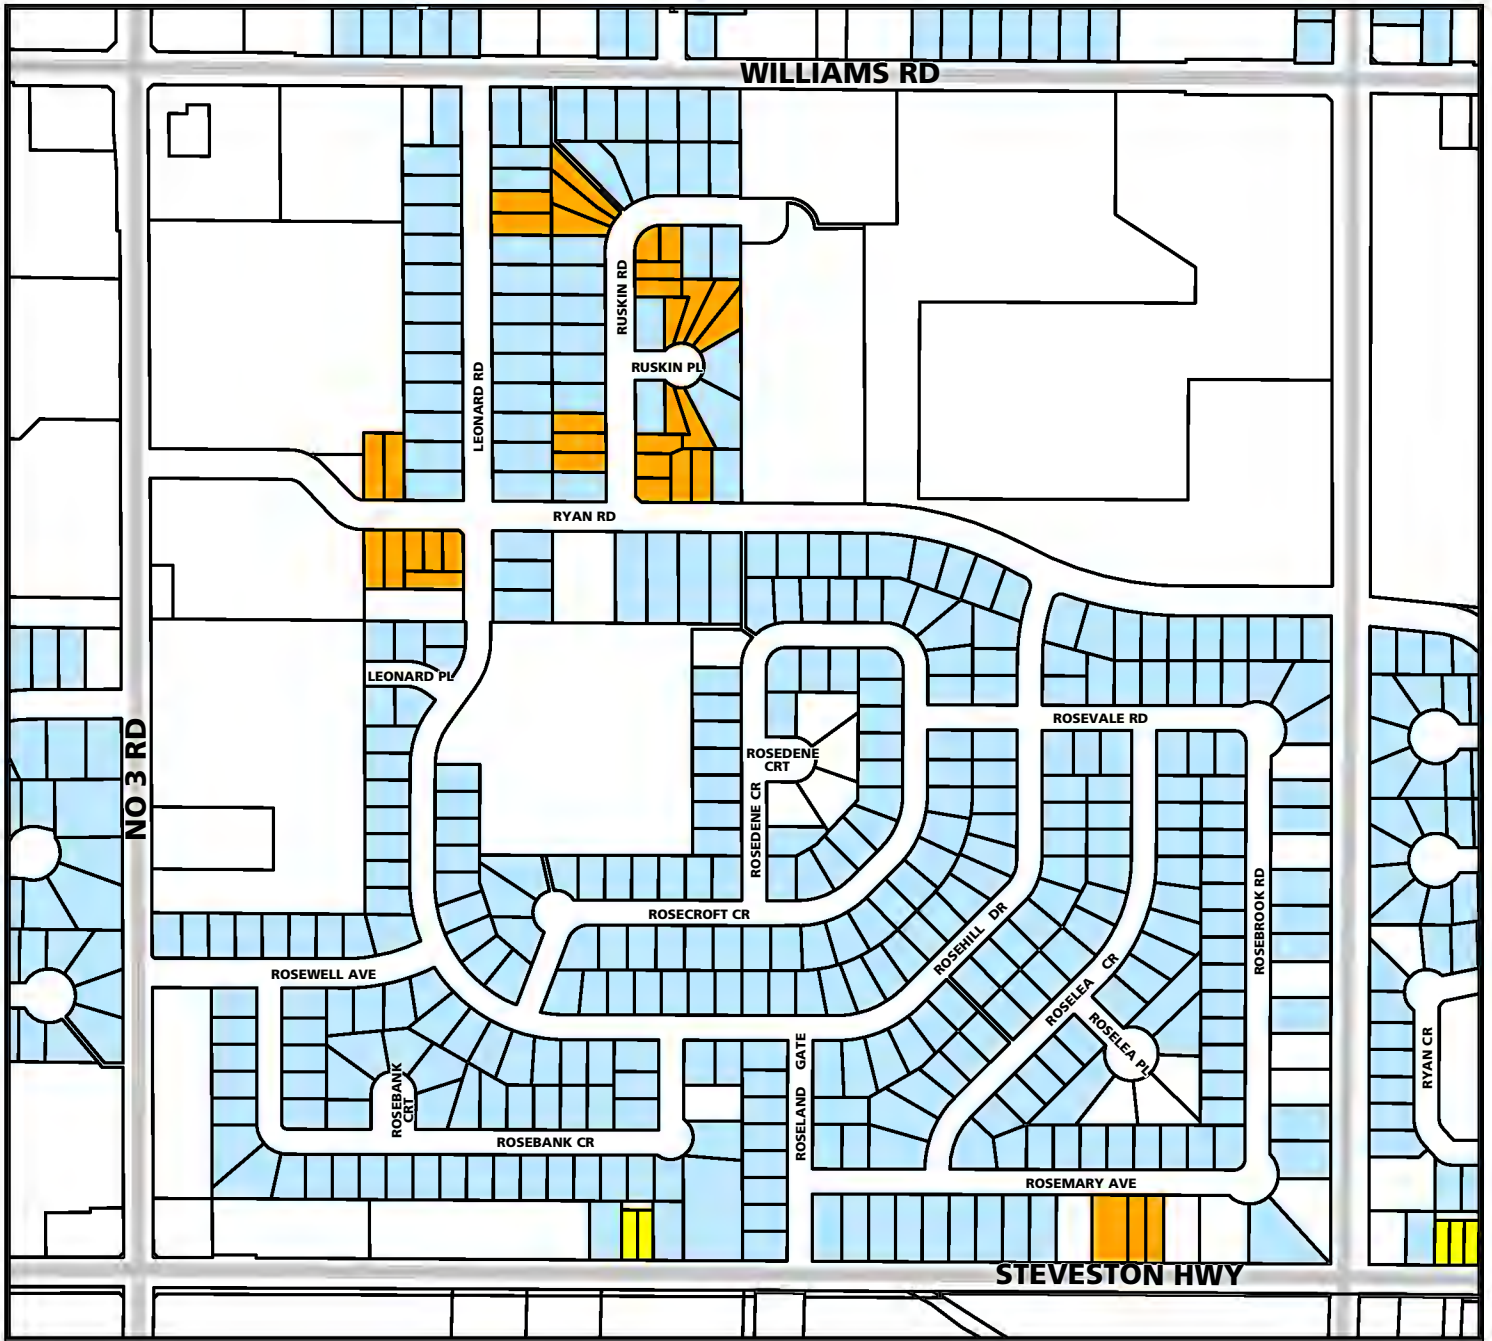 WILLIAMS RD
RUSKIN RD
RUSKIN PL
LEONARD RD
RYAN RD
LEONARD PL
ROSEVALE RD
NO 3 RD
ROSEDENE
CRT
ROSEDENE CR
ROSEBROOK RD
ROSECROFT CR
ROSEHILL DR
ROSEWELL AVE
ROSELEA CR
ROSELEA PL
ROSELAND GATE
RYAN CR
ROSEBANK
CRT
ROSEBANK CR
ROSEMARY AVE
STEVESTON HWY